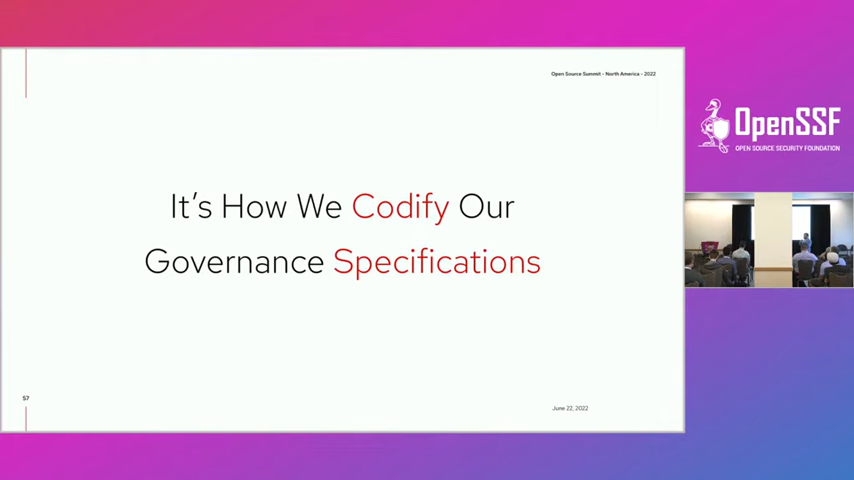 Open Source Summit - North America - 2022
It's How We Codify Our
Governance Specifications
57
June 22, 2022
OpenSSF
OPEN SOURCE SECURITY FOUNDATION